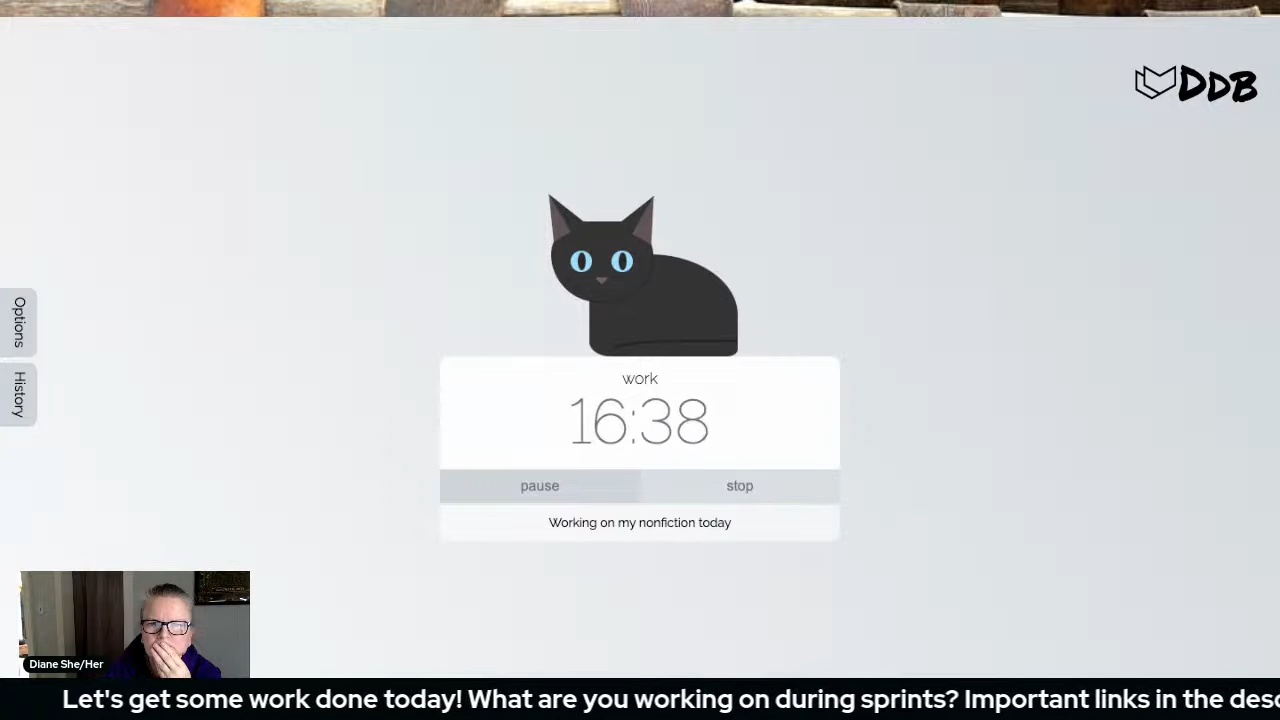 DDB
Options
History
work
16:38
pause
stop
Working on my nonfiction today
Diane She/Her
Let's get some work done today! What are you working on during sprints? Important links in the desc